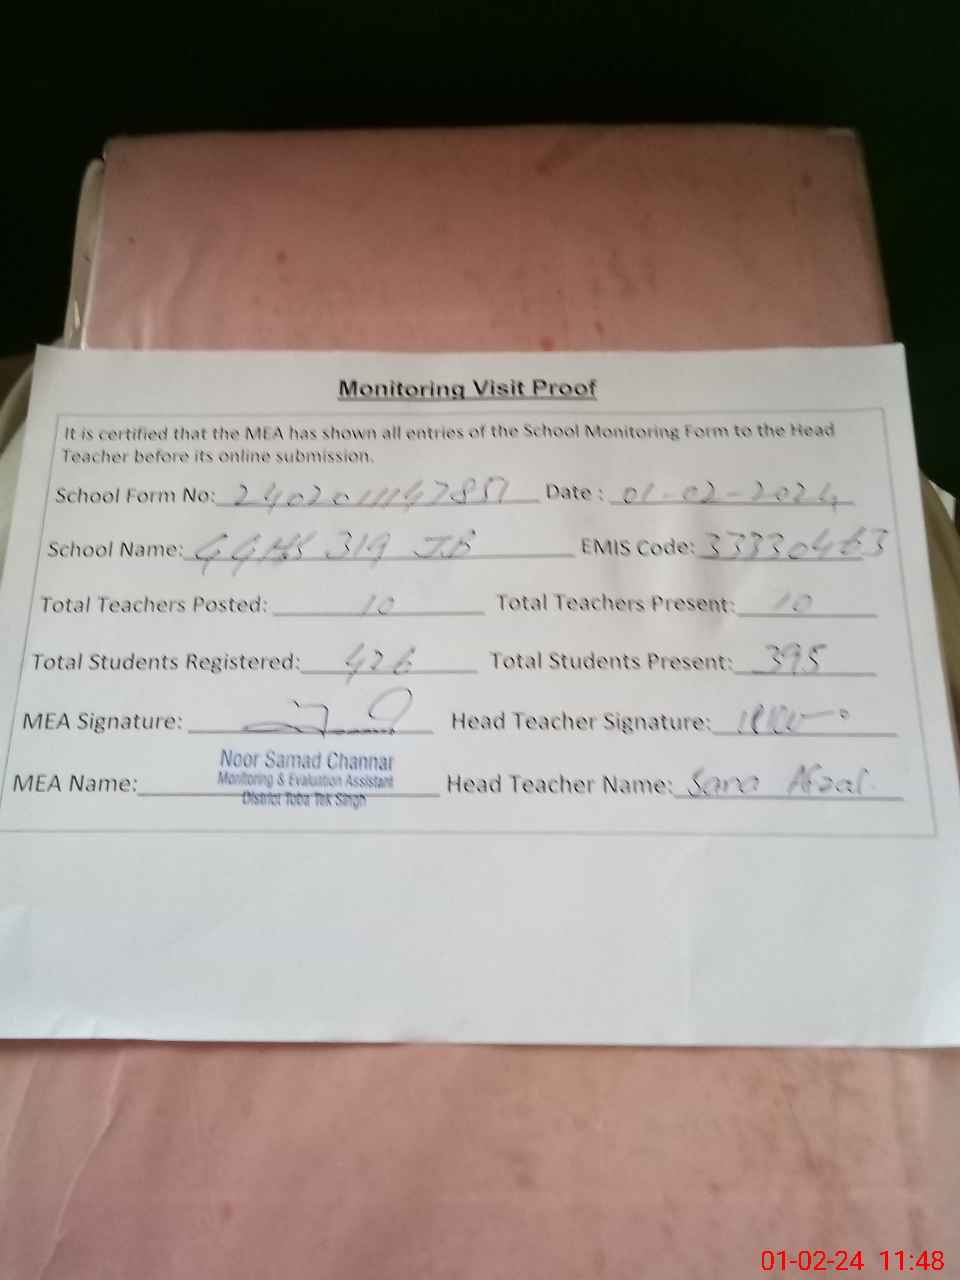 Monitoring Visit Proof
It is certified that the MEA has shown all entries of the School Monitoring Form to the Head
Teacher before its online submission.
School Form No: Date : 01-02-2024
School Name: GGHS 319 JB EMIS Code: 33330463
Total Teachers Posted: 10 Total Teachers Present: 10
Total Students Registered: 426 Total Students Present: 395
MEA Signature: Head Teacher Signature:
Noor Samad Channar
Monitoring & Evaluation Assistant
District Toba Tek Singh
MEA Name: Head Teacher Name: Sara Afzal.
01-02-24 11:48